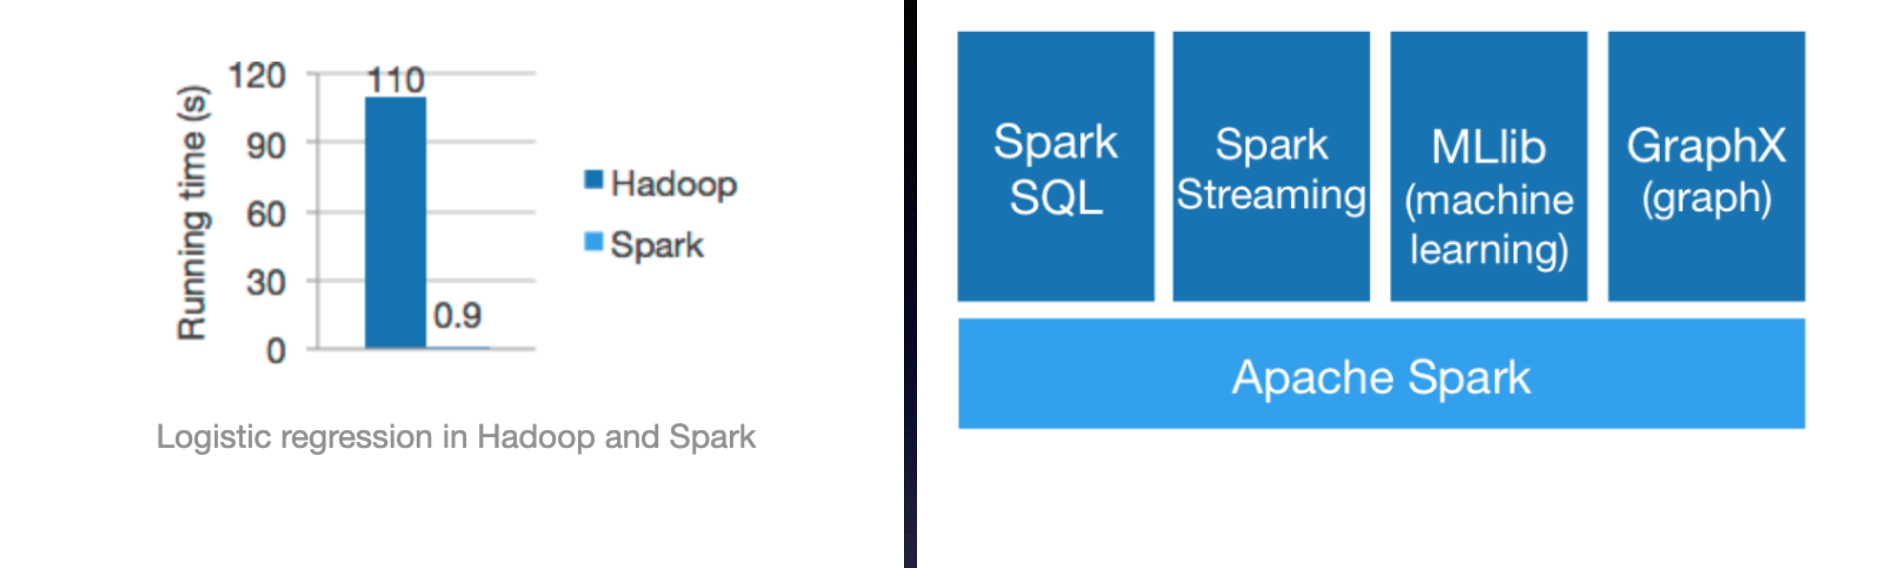 Running time (s)
120
90
60
30
0
110
0.9
Hadoop
Spark
Logistic regression in Hadoop and Spark
Spark
SQL
Spark
Streaming
MLlib
(machine
learning)
GraphX
(graph)
Apache Spark